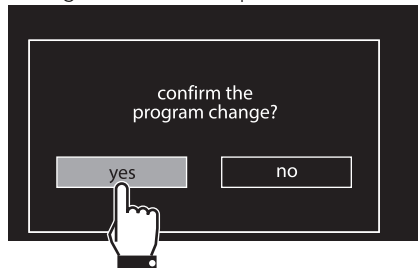 confirm the
program change?
yes
no